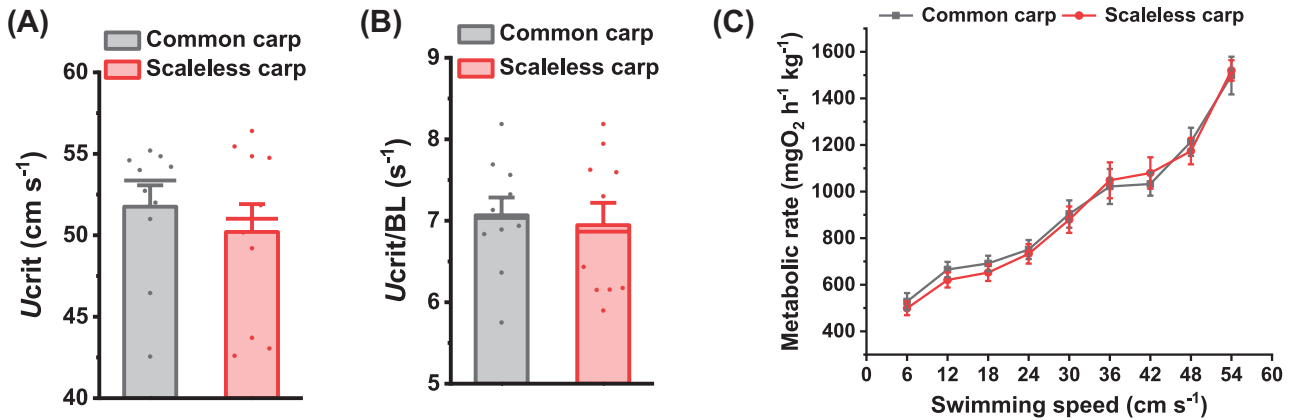 (A)
Common carp
Scaleless carp
60
55
50
45
40
Ucrit (cm s⁻¹)
(B)
Common carp
Scaleless carp
9
8
7
6
5
Ucrit/BL (s⁻¹)
(C)
Common carp Scaleless carp
1600
1400
1200
1000
800
600
400
Metabolic rate (mgO₂ h⁻¹ kg⁻¹)
0 6 12 18 24 30 36 42 48 54 60
Swimming speed (cm s⁻¹)